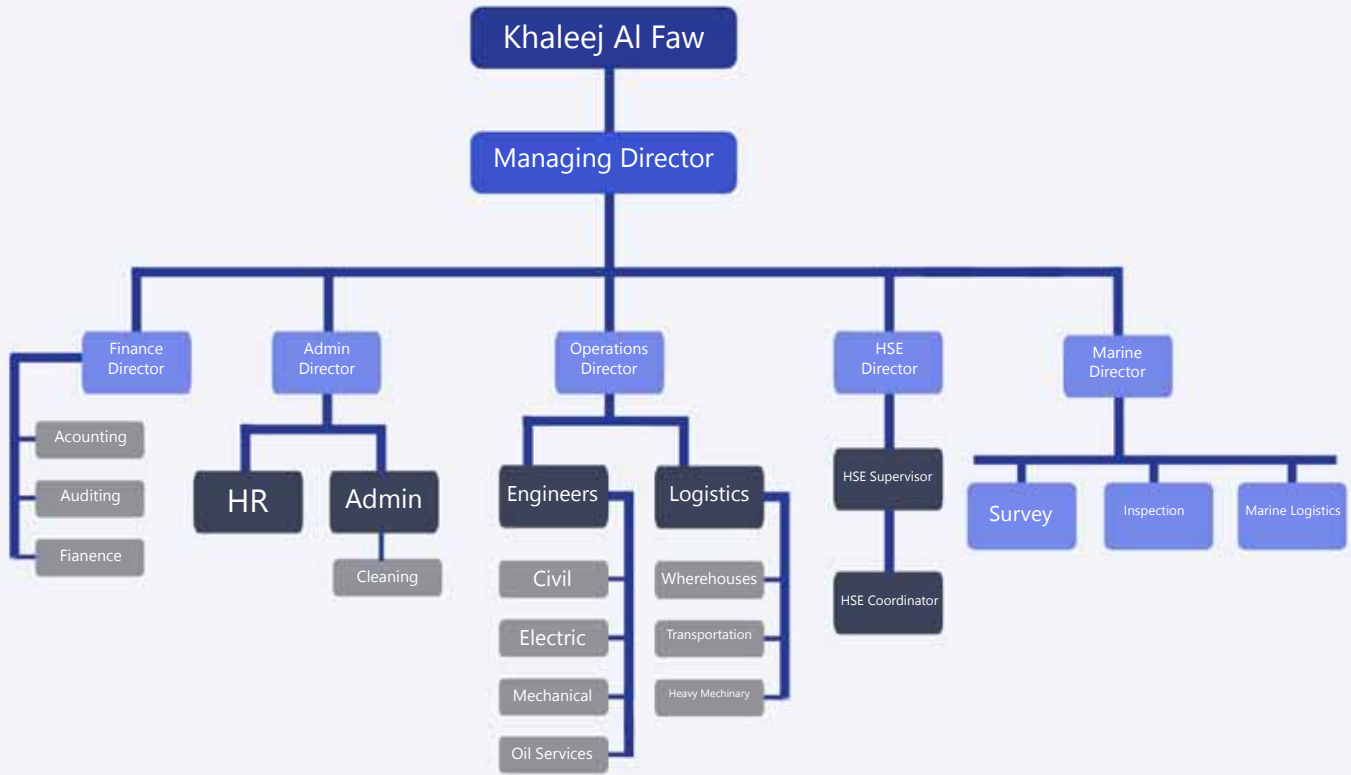 Khaleej Al Faw
Managing Director
Finance
Director
Admin
Director
Operations
Director
HSE
Director
Marine
Director
Acounting
Auditing
Fianence
HR
Admin
Cleaning
Engineers
Civil
Electric
Mechanical
Oil Services
Logistics
Wherehouses
Transportation
Heavy Mechinary
HSE Supervisor
HSE Coordinator
Survey
Inspection
Marine Logistics